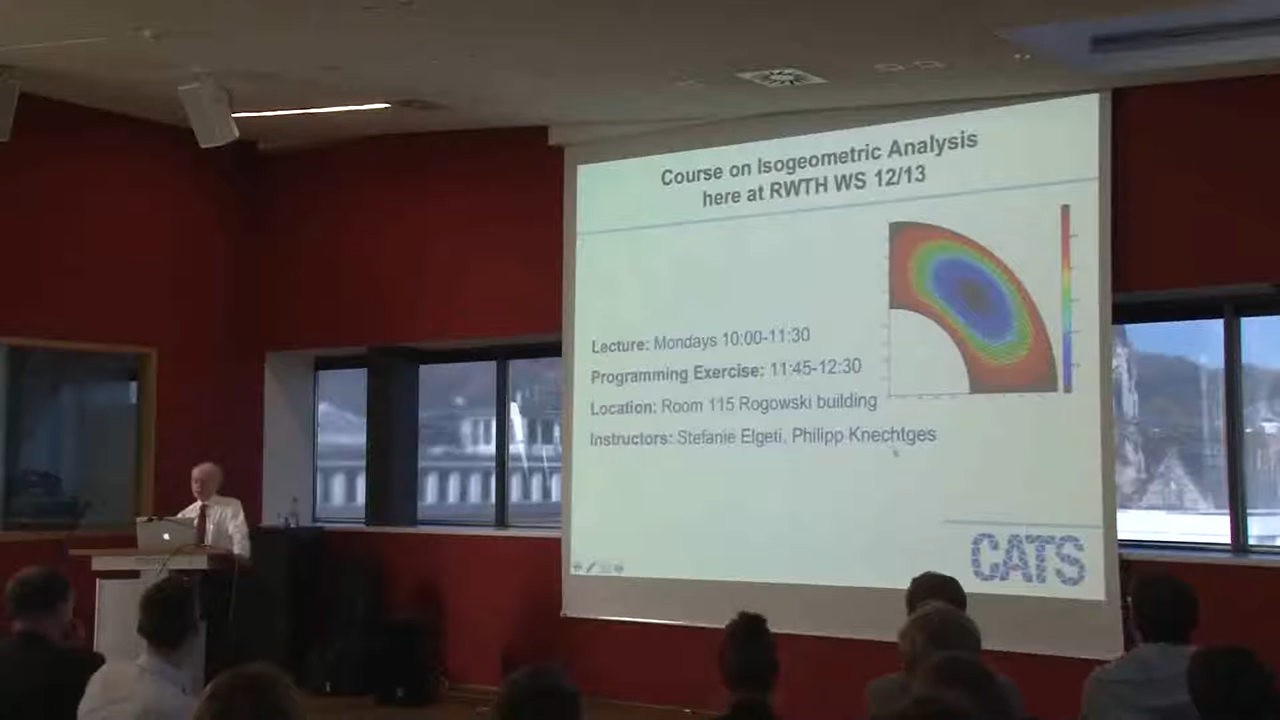 Course on Isogeometric Analysis
here at RWTH WS 12/13
Lecture: Mondays 10:00-11:30
Programming Exercise: 11:45-12:30
Location: Room 115 Rogowski building
Instructors: Stefanie Elgeti, Philipp Knechtges
CATS